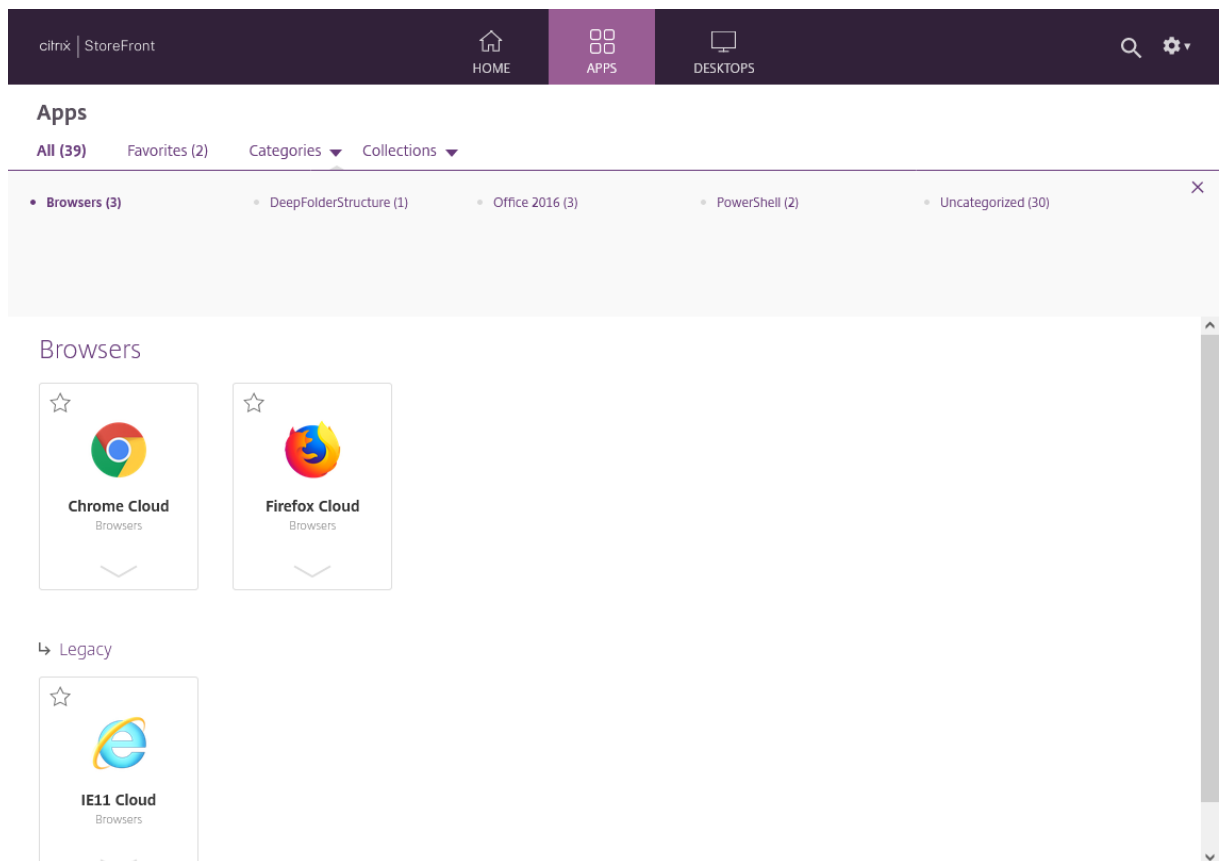 citrix | StoreFront
HOME
APPS
DESKTOPS
Apps
All (39) Favorites (2) Categories Collections
Browsers (3) DeepFolderStructure (1) Office 2016 (3) PowerShell (2) Uncategorized (30)
Browsers
Chrome Cloud
Browsers
Firefox Cloud
Browsers
Legacy
IE11 Cloud
Browsers